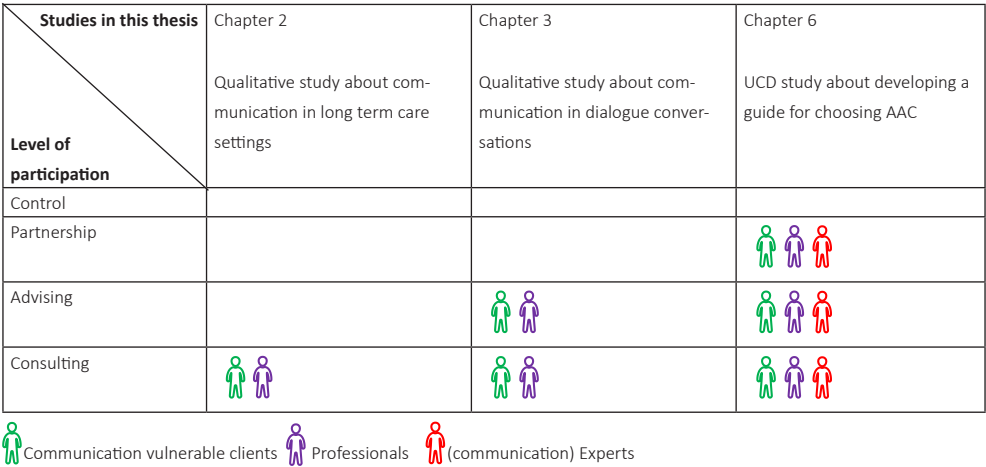 Studies in this thesis
Level of
participation
Chapter 2
Qualitative study about com-
munication in long term care
settings
Chapter 3
Qualitative study about com-
munication in dialogue conver-
sations
Chapter 6
UCD study about developing a
guide for choosing AAC
Control
Partnership
Advising
Consulting
Communication vulnerable clients Professionals (communication) Experts